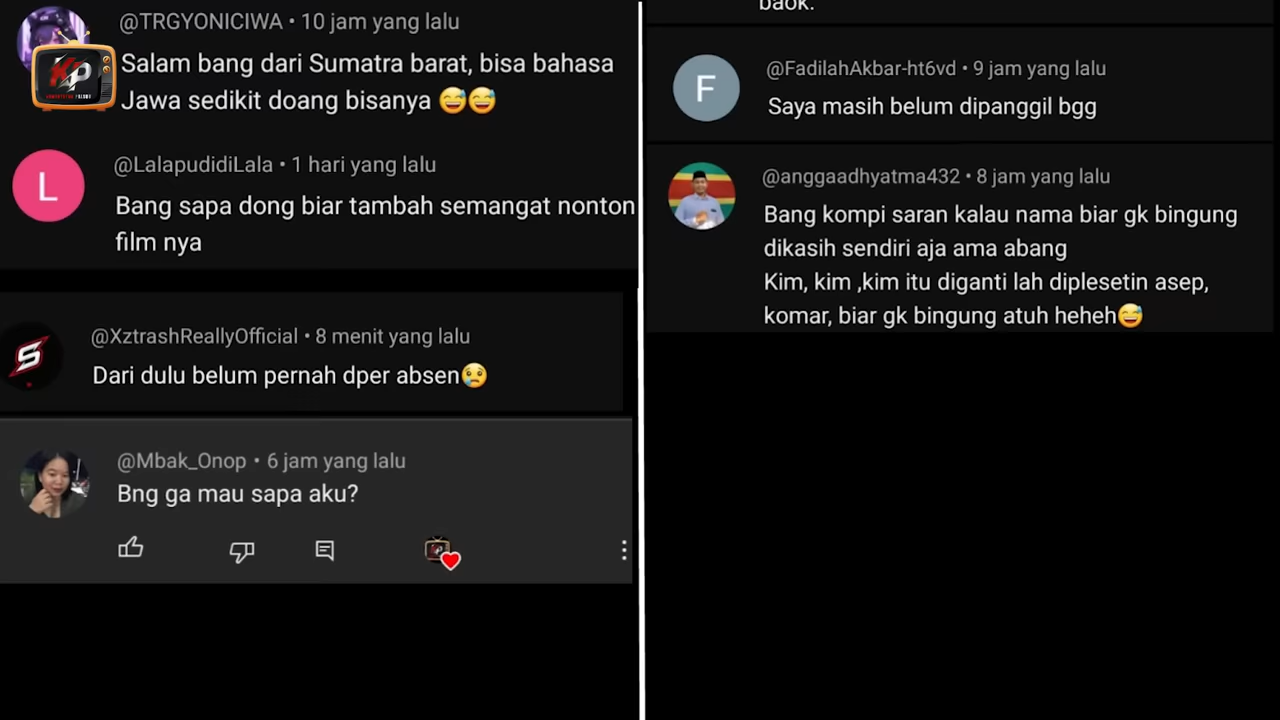 @TRGYONICIWA • 10 jam yang lalu
Salam bang dari Sumatra barat, bisa bahasa
Jawa sedikit doang bisanya 😅😅
KP
L
@LalapudidiLala • 1 hari yang lalu
Bang sapa dong biar tambah semangat nonton
film nya
S
@XztrashReallyOfficial • 8 menit yang lalu
Dari dulu belum pernah dper absen😢
@Mbak_Onop • 6 jam yang lalu
Bng ga mau sapa aku?
baok.
F
@FadilahAkbar-ht6vd • 9 jam yang lalu
Saya masih belum dipanggil bgg
@anggaadhyatma432 • 8 jam yang lalu
Bang kompi saran kalau nama biar gk bingung
dikasih sendiri aja ama abang
Kim, kim ,kim itu diganti lah diplesetin asep,
komar, biar gk bingung atuh heheh😅